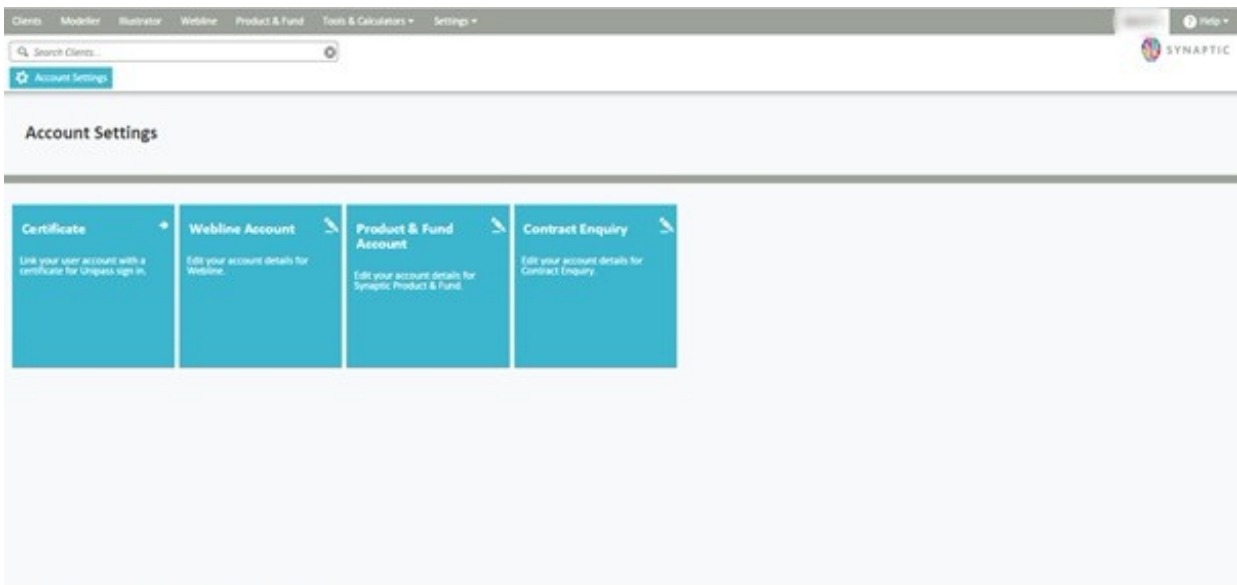 Clients Modeller Illustrator Webline Product & Fund Tools & Calculators Settings Help
Search Clients...
SYNAPTIC
Account Settings
Account Settings
Certificate
Link your user account with a
certificate for Unipass sign in.
Webline Account
Edit your account details for
Webline.
Product & Fund
Account
Edit your account details for
Synaptic Product & Fund.
Contract Enquiry
Edit your account details for
Contract Enquiry.